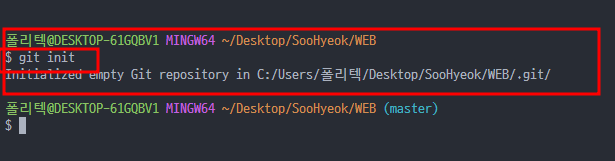 폴리텍@DESKTOP-61GQBV1 MINGW64 ~/Desktop/SooHyeok/WEB
$ git init
Initialized empty Git repository in C:/Users/폴리텍/Desktop/SooHyeok/WEB/.git/
폴리텍@DESKTOP-61GQBV1 MINGW64 ~/Desktop/SooHyeok/WEB (master)
$